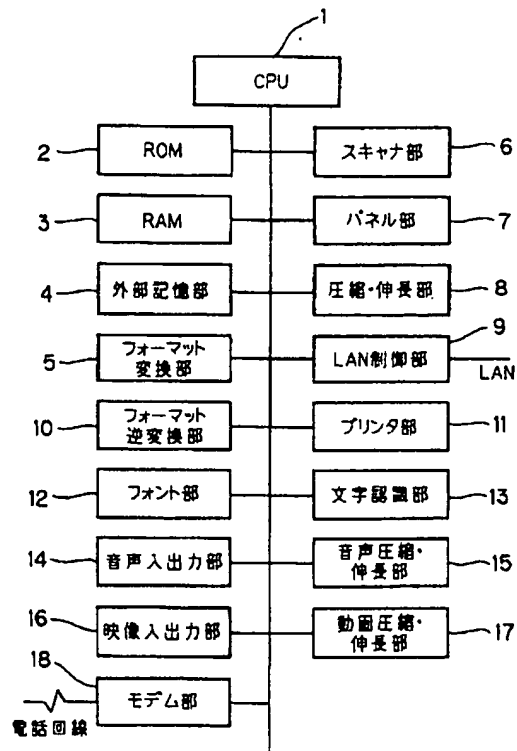 1
CPU
2
ROM
スキャナ部
6
3
RAM
パネル部
7
4
外部記憶部
圧縮・伸長部
8
5
フォーマット
変換部
LAN制御部
9
LAN
10
フォーマット
逆変換部
プリンタ部
11
12
フォント部
文字認識部
13
14
音声入出力部
音声圧縮・
伸長部
15
16
映像入出力部
動画圧縮・
伸長部
17
18
モデム部
電話回線